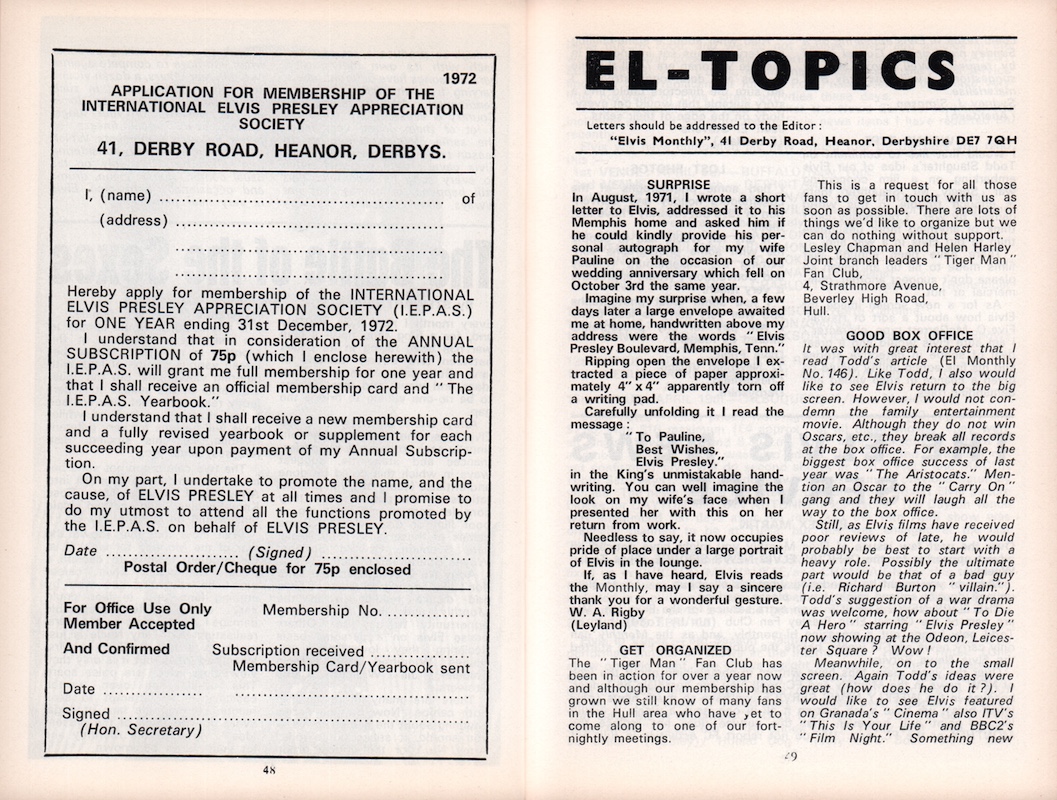 1972
APPLICATION FOR MEMBERSHIP OF THE
INTERNATIONAL ELVIS PRESLEY APPRECIATION
SOCIETY
41, DERBY ROAD, HEANOR, DERBYS.
I, (name) ................................................ of
(address) ................................................
................................................
................................................
Hereby apply for membership of the INTERNATIONAL
ELVIS PRESLEY APPRECIATION SOCIETY (I.E.P.A.S.)
for ONE YEAR ending 31st December, 1972.
I understand that in consideration of the ANNUAL
SUBSCRIPTION of 75p (which I enclose herewith) the
I.E.P.A.S. will grant me full membership for one year and
that I shall receive an official membership card and "The
I.E.P.A.S. Yearbook."
I understand that I shall receive a new membership card
and a fully revised yearbook or supplement for each
succeeding year upon payment of my Annual Subscrip-
tion.
On my part, I undertake to promote the name, and the
cause, of ELVIS PRESLEY at all times and I promise to
do my utmost to attend all the functions promoted by
the I.E.P.A.S. on behalf of ELVIS PRESLEY.
Date ........................ (Signed) ...........................
Postal Order/Cheque for 75p enclosed
For Office Use Only Membership No. ...............
Member Accepted
And Confirmed Subscription received ..................
Membership Card/Yearbook sent
Date .................. ..........................................
Signed ................................................................
(Hon. Secretary)
48
EL-TOPICS
Letters should be addressed to the Editor :
"Elvis Monthly", 41 Derby Road, Heanor, Derbyshire DE7 7QH
SURPRISE
In August, 1971, I wrote a short
letter to Elvis, addressed it to his
Memphis home and asked him if
he could kindly provide his per-
sonal autograph for my wife
Pauline on the occasion of our
wedding anniversary which fell on
October 3rd the same year.
Imagine my surprise when, a few
days later a large envelope awaited
me at home, handwritten above my
address were the words "Elvis
Presley Boulevard, Memphis, Tenn."
Ripping open the envelope I ex-
tracted a piece of paper approxi-
mately 4" x 4" apparently torn off
a writing pad.
Carefully unfolding it I read the
message :
"To Pauline,
Best Wishes,
Elvis Presley."
in the King's unmistakable hand-
writing. You can well imagine the
look on my wife's face when I
presented her with this on her
return from work.
Needless to say, it now occupies
pride of place under a large portrait
of Elvis in the lounge.
If, as I have heard, Elvis reads
the Monthly, may I say a sincere
thank you for a wonderful gesture.
W. A. Rigby
(Leyland)
GET ORGANIZED
The "Tiger Man" Fan Club has
been in action for over a year now
and although our membership has
grown we still know of many fans
in the Hull area who have yet to
come along to one of our fort-
nightly meetings.
This is a request for all those
fans to get in touch with us as
soon as possible. There are lots of
things we'd like to organize but we
can do nothing without support.
Lesley Chapman and Helen Harley
Joint branch leaders "Tiger Man"
Fan Club,
4, Strathmore Avenue,
Beverley High Road,
Hull.
GOOD BOX OFFICE
It was with great interest that I
read Todd's article (El Monthly
No. 146). Like Todd, I also would
like to see Elvis return to the big
screen. However, I would not con-
demn the family entertainment
movie. Although they do not win
Oscars, etc., they break all records
at the box office. For example, the
biggest box office success of last
year was "The Aristocats." Men-
tion an Oscar to the "Carry On"
gang and they will laugh all the
way to the box office.
Still, as Elvis films have received
poor reviews of late, he would
probably be best to start with a
heavy role. Possibly the ultimate
part would be that of a bad guy
(i.e. Richard Burton "villain.").
Todd's suggestion of a war drama
was welcome, how about "To Die
A Hero" starring "Elvis Presley"
now showing at the Odeon, Leices-
ter Square? Wow!
Meanwhile, on to the small
screen. Again Todd's ideas were
great (how does he do it?). I
would like to see Elvis featured
on Granada's "Cinema" also ITV's
"This Is Your Life" and BBC2's
"Film Night." Something new